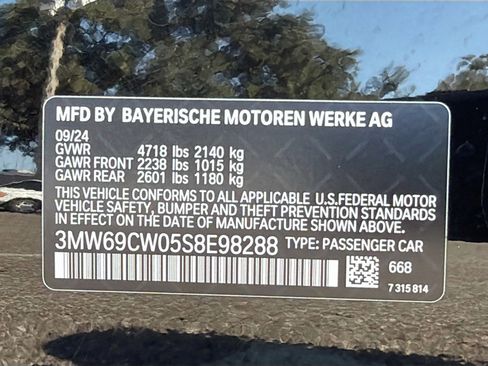 MFD BY BAYERISCHE MOTOREN WERKE AG
09/24
GVWR 4718 lbs 2140 kg
GAWR FRONT 2238 lbs 1015 kg
GAWR REAR 2601 lbs 1180 kg
THIS VEHICLE CONFORMS TO ALL APPLICABLE U.S.FEDERAL MOTOR
VEHICLE SAFETY, BUMPER AND THEFT PREVENTION STANDARDS
IN EFFECT ON THE DATE OF MANUFACTURE SHOWN ABOVE.
3MW69CW05S8E98288 TYPE: PASSENGER CAR
668
7 315 814